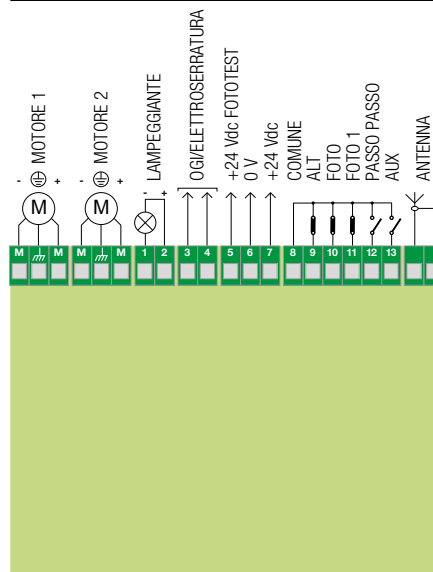 MOTORE 1
MOTORE 2
LAMPEGGIANTE
OGI/ELETTROSERRATURA
+24 Vdc FOTOTEST
0 V
+24 Vdc
COMUNE
ALT
FOTO
FOTO 1
PASSO PASSO
AUX
ANTENNA
- +
- +
- +
M
M
M M
M M
1 2
3 4
5 6 7
8 9 10 11 12 13